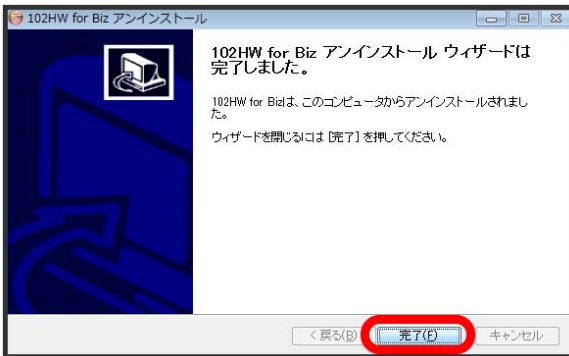 102HW for Biz アンインストール
102HW for Biz アンインストール ウィザードは
完了しました。
102HW for Bizは、このコンピュータからアンインストールされまし
た。
ウィザードを閉じるには [完了] を押してください。
< 戻る(B) 完了(F) キャンセル